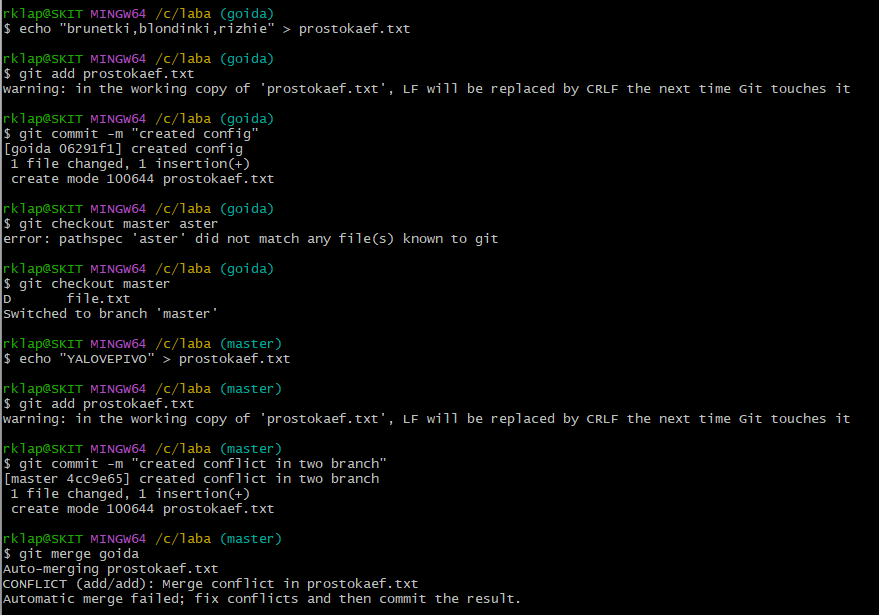 rklap@SKIT MINGW64 /c/laba (goida)
$ echo "brunetki,blondinki,rizhie" > prostokaef.txt
rklap@SKIT MINGW64 /c/laba (goida)
$ git add prostokaef.txt
warning: in the working copy of 'prostokaef.txt', LF will be replaced by CRLF the next time Git touches it
rklap@SKIT MINGW64 /c/laba (goida)
$ git commit -m "created config"
[goida 06291f1] created config
 1 file changed, 1 insertion(+)
 create mode 100644 prostokaef.txt
rklap@SKIT MINGW64 /c/laba (goida)
$ git checkout master aster
error: pathspec 'aster' did not match any file(s) known to git
rklap@SKIT MINGW64 /c/laba (goida)
$ git checkout master
D       file.txt
Switched to branch 'master'
rklap@SKIT MINGW64 /c/laba (master)
$ echo "YALOVEPIVO" > prostokaef.txt
rklap@SKIT MINGW64 /c/laba (master)
$ git add prostokaef.txt
warning: in the working copy of 'prostokaef.txt', LF will be replaced by CRLF the next time Git touches it
rklap@SKIT MINGW64 /c/laba (master)
$ git commit -m "created conflict in two branch"
[master 4cc9e65] created conflict in two branch
 1 file changed, 1 insertion(+)
 create mode 100644 prostokaef.txt
rklap@SKIT MINGW64 /c/laba (master)
$ git merge goida
Auto-merging prostokaef.txt
CONFLICT (add/add): Merge conflict in prostokaef.txt
Automatic merge failed; fix conflicts and then commit the result.